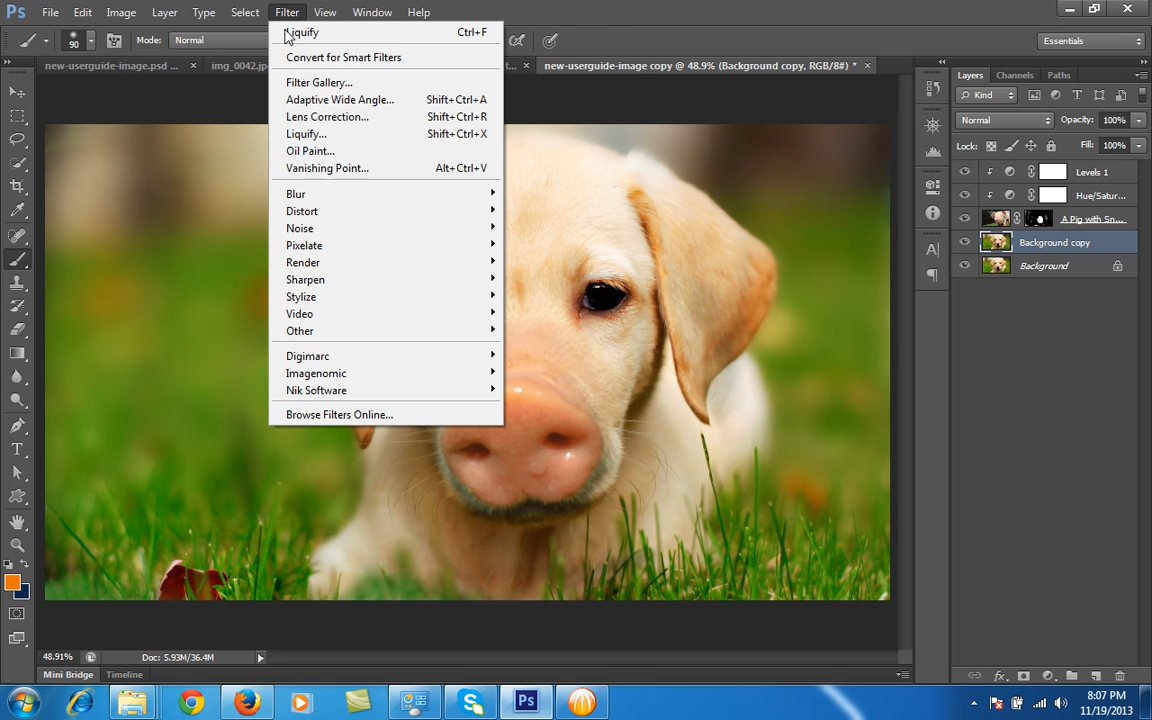 Ps File Edit Image Layer Type Select Filter View Window Help
90 Mode: Normal Essentials
new-userguide-image.psd ... × img_0042.jp × new-userguide-image copy @ 48.9% (Background copy, RGB/8#) * ×
Liquify Ctrl+F
Convert for Smart Filters
Filter Gallery...
Adaptive Wide Angle... Shift+Ctrl+A
Lens Correction... Shift+Ctrl+R
Liquify... Shift+Ctrl+X
Oil Paint...
Vanishing Point... Alt+Ctrl+V
Blur
Distort
Noise
Pixelate
Render
Sharpen
Stylize
Video
Other
Digimarc
Imagenomic
Nik Software
Browse Filters Online...
Layers Channels Paths
Kind
Normal Opacity: 100%
Lock: Fill: 100%
Levels 1
Hue/Satur...
A Pig with Sn...
Background copy
Background
48.91% Doc: 5.93M/36.4M
Mini Bridge Timeline
Ps
8:07 PM
11/19/2013